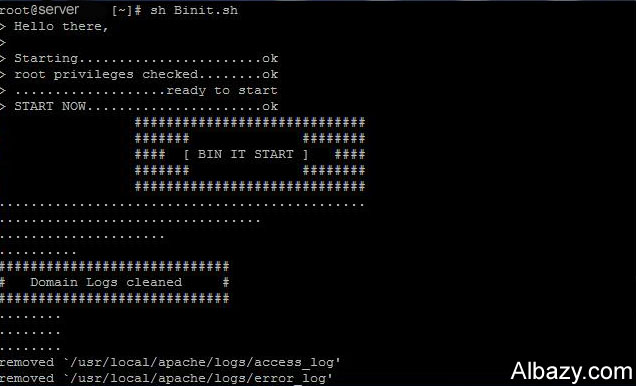 root@server    [~]# sh Binit.sh
> Hello there,
>
> Starting.......................ok
> root privileges checked........ok
> ...................ready to start
> START NOW......................ok
##############################
#######               ########
####  [ BIN IT START ]   ####
#######               ########
##############################
...............................................
..................................
.....................
..........
##############################
#   Domain Logs cleaned     #
##############################
........
........
removed `/usr/local/apache/logs/access_log'
removed `/usr/local/apache/logs/error_log'
Albazy.com